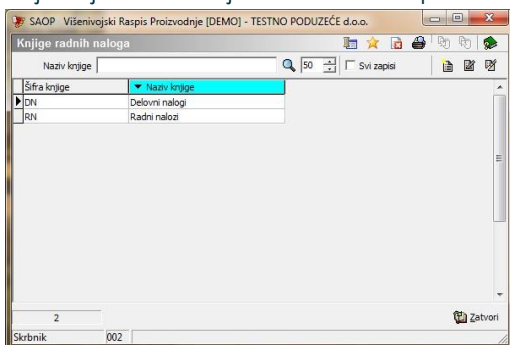 SAOP Višenivojski Raspis Proizvodnje [DEMO] - TESTNO PODUZEĆE d.o.o.
Knjige radnih naloga
Naziv knjige 50 Svi zapisi
Šifra knjige Naziv knjige
DN Delovni nalogi
RN Radni nalozi
2 Zatvori
Skrbnik 002